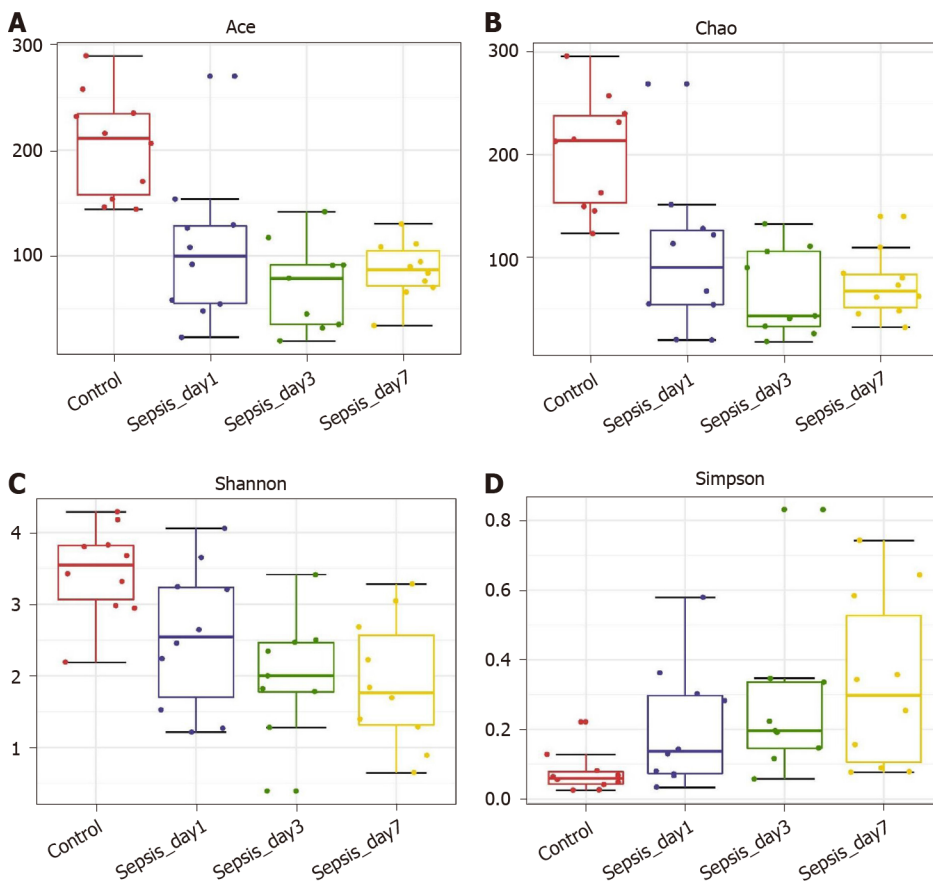 A
Ace
300
200
100
Control
Sepsis_day1
Sepsis_day3
Sepsis_day7
B
Chao
300
200
100
Control
Sepsis_day1
Sepsis_day3
Sepsis_day7
C
Shannon
4
3
2
1
Control
Sepsis_day1
Sepsis_day3
Sepsis_day7
D
Simpson
0.8
0.6
0.4
0.2
0.0
Control
Sepsis_day1
Sepsis_day3
Sepsis_day7